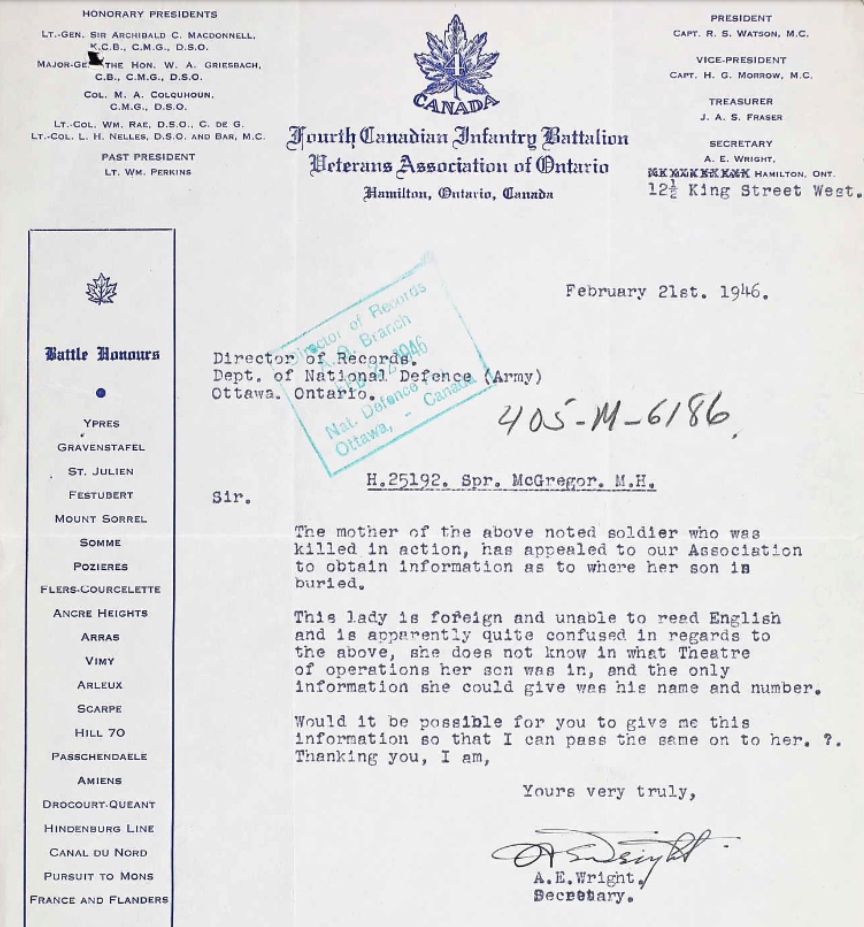 HONORARY PRESIDENTS
LT.-GEN. SIR ARCHIBALD C. MACDONNELL,
K.C.B., C.M.G., D.S.O.
MAJOR-GE THE HON. W. A. GRIESBACH,
C.B., C.M.G., D.S.O.
COL. M. A. COLQUHOUN,
C.M.G., D.S.O.
LT.-COL. WM. RAE, D.S.O., C. DE G.
LT.-COL. L. H. NELLES, D.S.O. AND BAR, M.C.
PAST PRESIDENT
LT. WM. PERKINS
4
CANADA
Fourth Canadian Infantry Battalion
Veterans Association of Ontario
Hamilton, Ontario, Canada
PRESIDENT
CAPT. R. S. WATSON, M.C.
VICE-PRESIDENT
CAPT. H. G. MORROW, M.C.
TREASURER
J. A. S. FRASER
SECRETARY
A. E. WRIGHT,
HAMILTON, ONT.
12½ King Street West.
Battle Honours
YPRES
GRAVENSTAFEL
ST. JULIEN
FESTUBERT
MOUNT SORREL
SOMME
POZIERES
FLERS-COURCELETTE
ANCRE HEIGHTS
ARRAS
VIMY
ARLEUX
SCARPE
HILL 70
PASSCHENDAELE
AMIENS
DROCOURT-QUEANT
HINDENBURG LINE
CANAL DU NORD
PURSUIT TO MONS
FRANCE AND FLANDERS
February 21st. 1946.
Director of Records
Branch
1946
Nat. Defence
Ottawa, - Canada
Director of Records.
Dept. of National Defence (Army)
Ottawa. Ontario.
405-M-6186
H.25192. Spr. McGregor. M.H.
Sir.
The mother of the above noted soldier who was
killed in action, has appealed to our Association
to obtain information as to where her son is
buried.
This lady is foreign and unable to read English
and is apparently quite confused in regards to
the above, she does not know in what Theatre
of operations her son was in, and the only
information she could give was his name and number.
Would it be possible for you to give me this
information so that I can pass the same on to her. ?.
Thanking you, I am,
Yours very truly,
A E Wright
A.E.Wright,
Secretary.